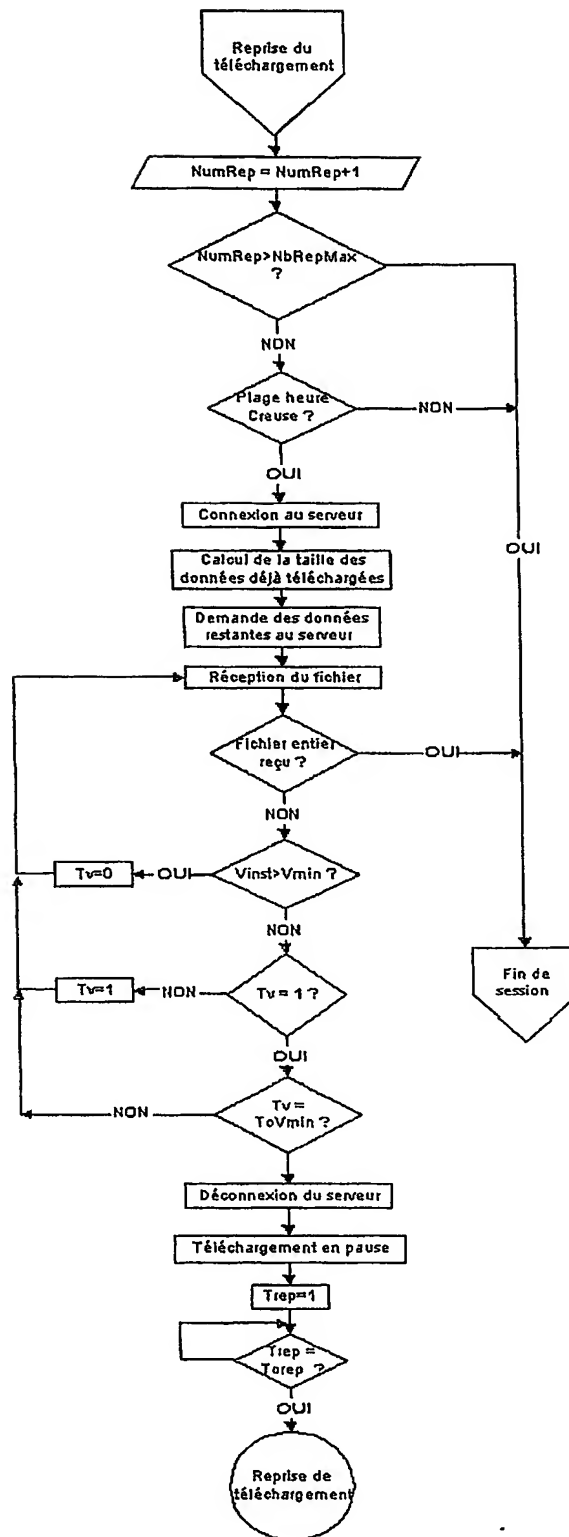 Reprise du
téléchargement
NumRep = NumRep+1
NumRep>NbRepMax
?
NON
Plage heure
Creuse ?
NON
OUI
Connexion au serveur
OUI
Calcul de la taille des
données déjà téléchargées
Demande des données
restantes au serveur
Réception du fichier
Fichier entier
reçu ?
OUI
NON
Tv=0
OUI
Vinst>Vmin ?
NON
Fin de
session
Tv=1
NON
Tv = 1 ?
OUI
NON
Tv =
ToVmin ?
Déconnexion du serveur
Téléchargement en pause
Trep=1
Trep =
Torep ?
OUI
Reprise de
téléchargement